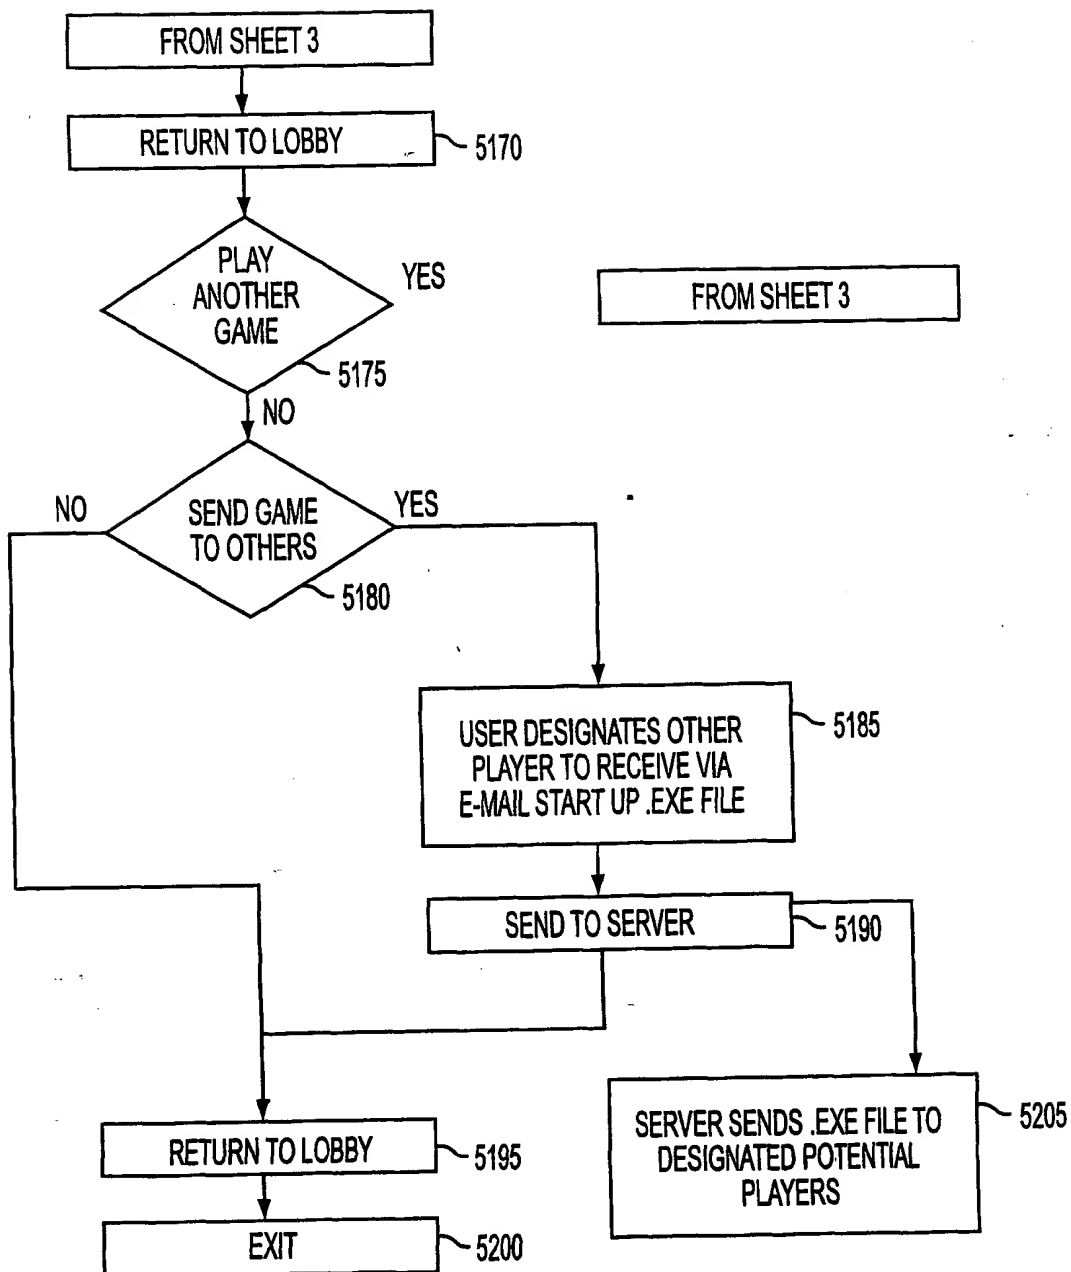 FROM SHEET 3
RETURN TO LOBBY
5170
PLAY
ANOTHER
GAME
YES
5175
FROM SHEET 3
NO
NO
SEND GAME
TO OTHERS
YES
5180
USER DESIGNATES OTHER
PLAYER TO RECEIVE VIA
E-MAIL START UP .EXE FILE
5185
SEND TO SERVER
5190
SERVER SENDS .EXE FILE TO
DESIGNATED POTENTIAL
PLAYERS
5205
RETURN TO LOBBY
5195
EXIT
5200